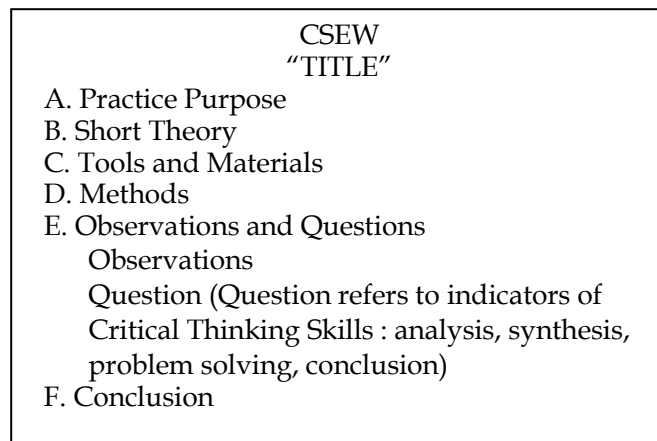 CSEW
“TITLE”
A. Practice Purpose
B. Short Theory
C. Tools and Materials
D. Methods
E. Observations and Questions
Observations
Question (Question refers to indicators of
Critical Thinking Skills : analysis, synthesis,
problem solving, conclusion)
F. Conclusion